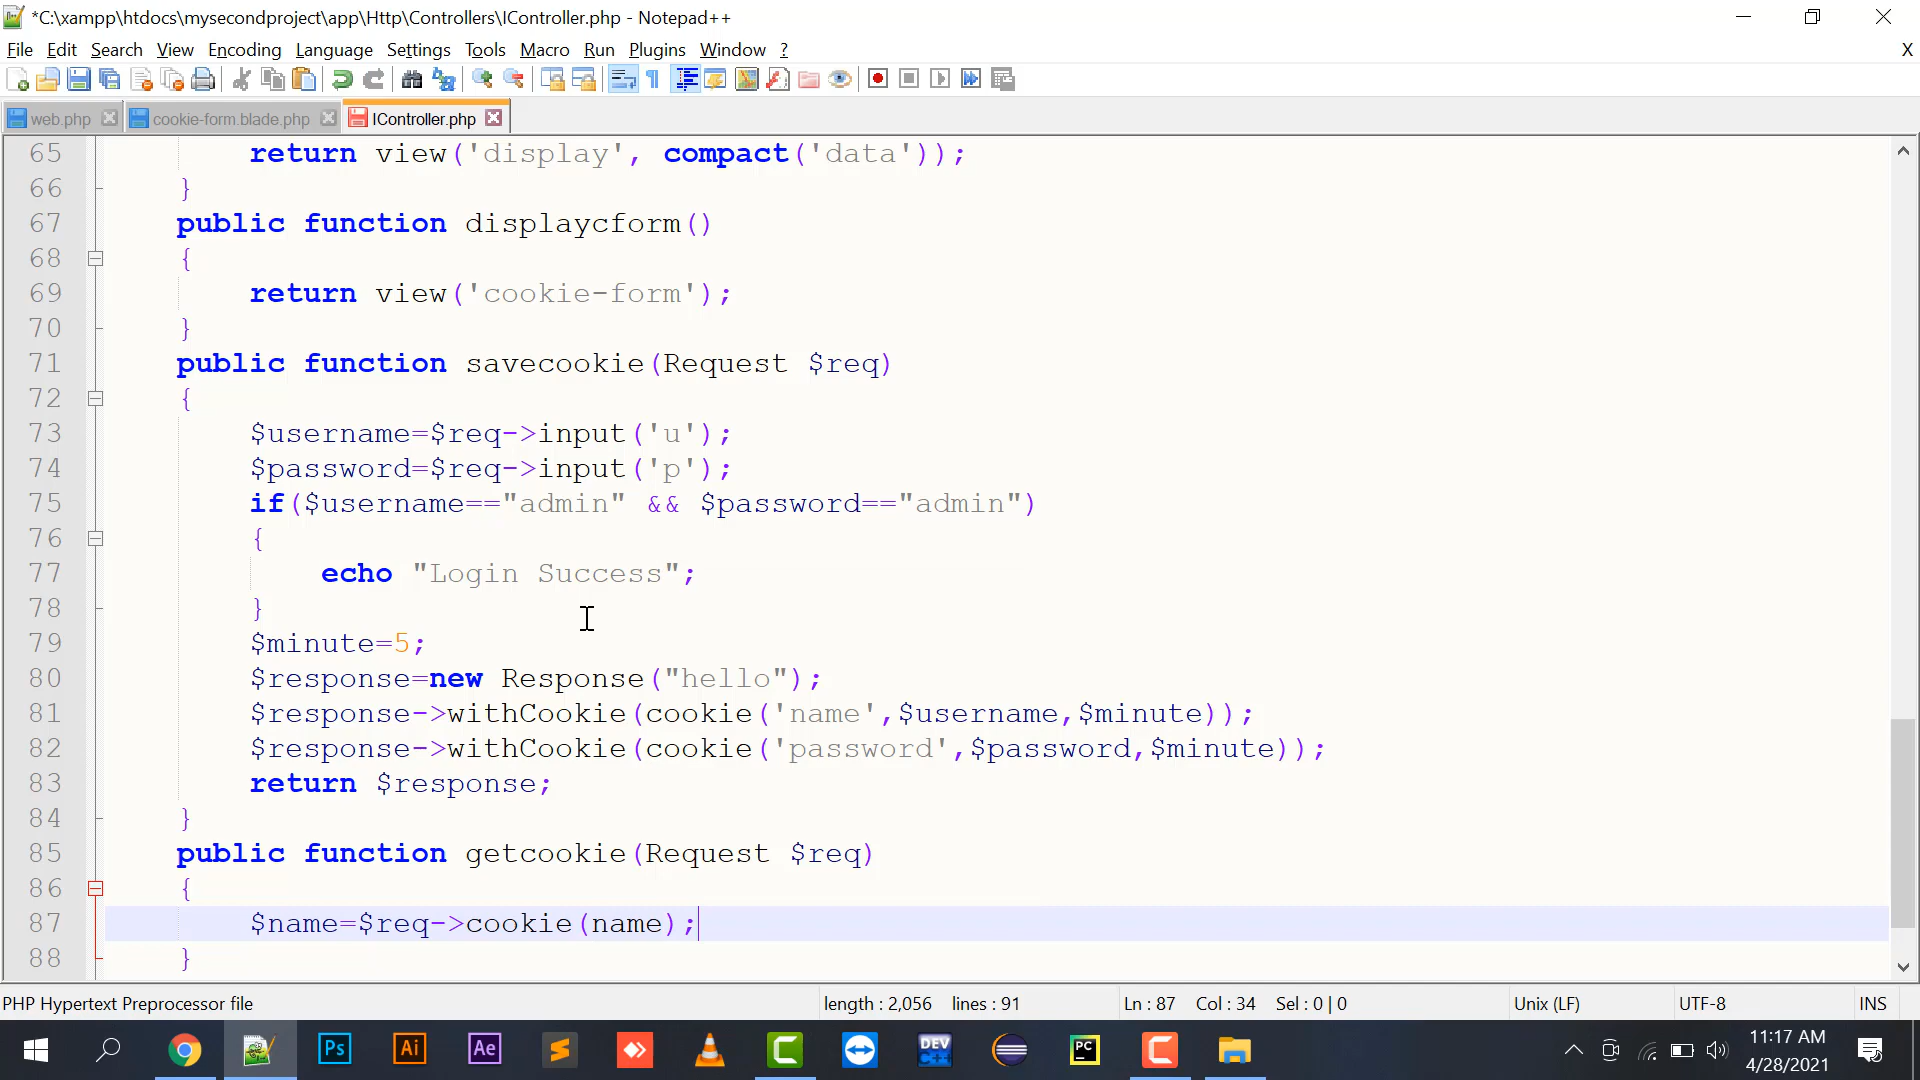 *C:\xampp\htdocs\mysecondproject\app\Http\Controllers\IController.php - Notepad++
File Edit Search View Encoding Language Settings Tools Macro Run Plugins Window ? X
web.php cookie-form.blade.php IController.php
65 return view('display', compact('data'));
66 }
67 public function displaycform()
68 {
69 return view('cookie-form');
70 }
71 public function savecookie(Request $req)
72 {
73 $username=$req->input('u');
74 $password=$req->input('p');
75 if($username=="admin" && $password=="admin")
76 {
77 echo "Login Success";
78 }
79 $minute=5;
80 $response=new Response("hello");
81 $response->withCookie(cookie('name',$username,$minute));
82 $response->withCookie(cookie('password',$password,$minute));
83 return $response;
84 }
85 public function getcookie(Request $req)
86 {
87 $name=$req->cookie(name);
88 }
PHP Hypertext Preprocessor file length : 2,056 lines : 91 Ln : 87 Col : 34 Sel : 0 | 0 Unix (LF) UTF-8 INS
Ps Ai Ae DEV C++ PC
11:17 AM
4/28/2021